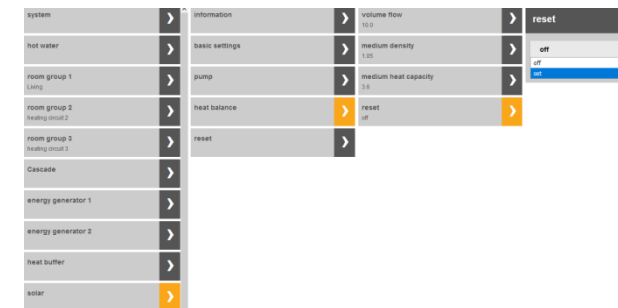 system
hot water
room group 1
Living
room group 2
heating circuit 2
room group 3
heating circuit 3
Cascade
energy generator 1
energy generator 2
heat buffer
solar
information
basic settings
pump
heat balance
reset
volume flow
10.0
medium density
1.05
medium heat capacity
3.6
reset
off
reset
off
off
set